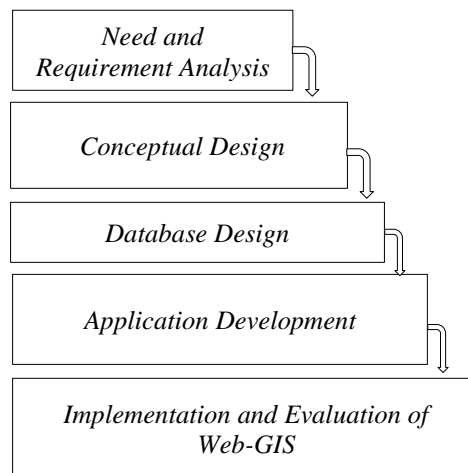 Need and
Requirement Analysis
Conceptual Design
Database Design
Application Development
Implementation and Evaluation of
Web-GIS